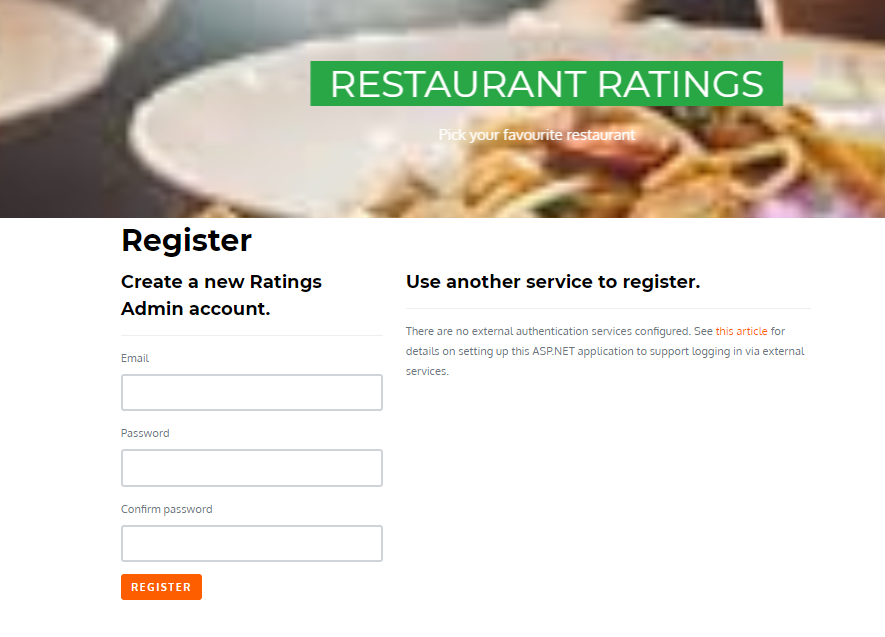 RESTAURANT RATINGS
Pick your favourite restaurant
Register
Create a new Ratings
Admin account.
Email
Password
Confirm password
REGISTER
Use another service to register.
There are no external authentication services configured. See this article for
details on setting up this ASP.NET application to support logging in via external
services.